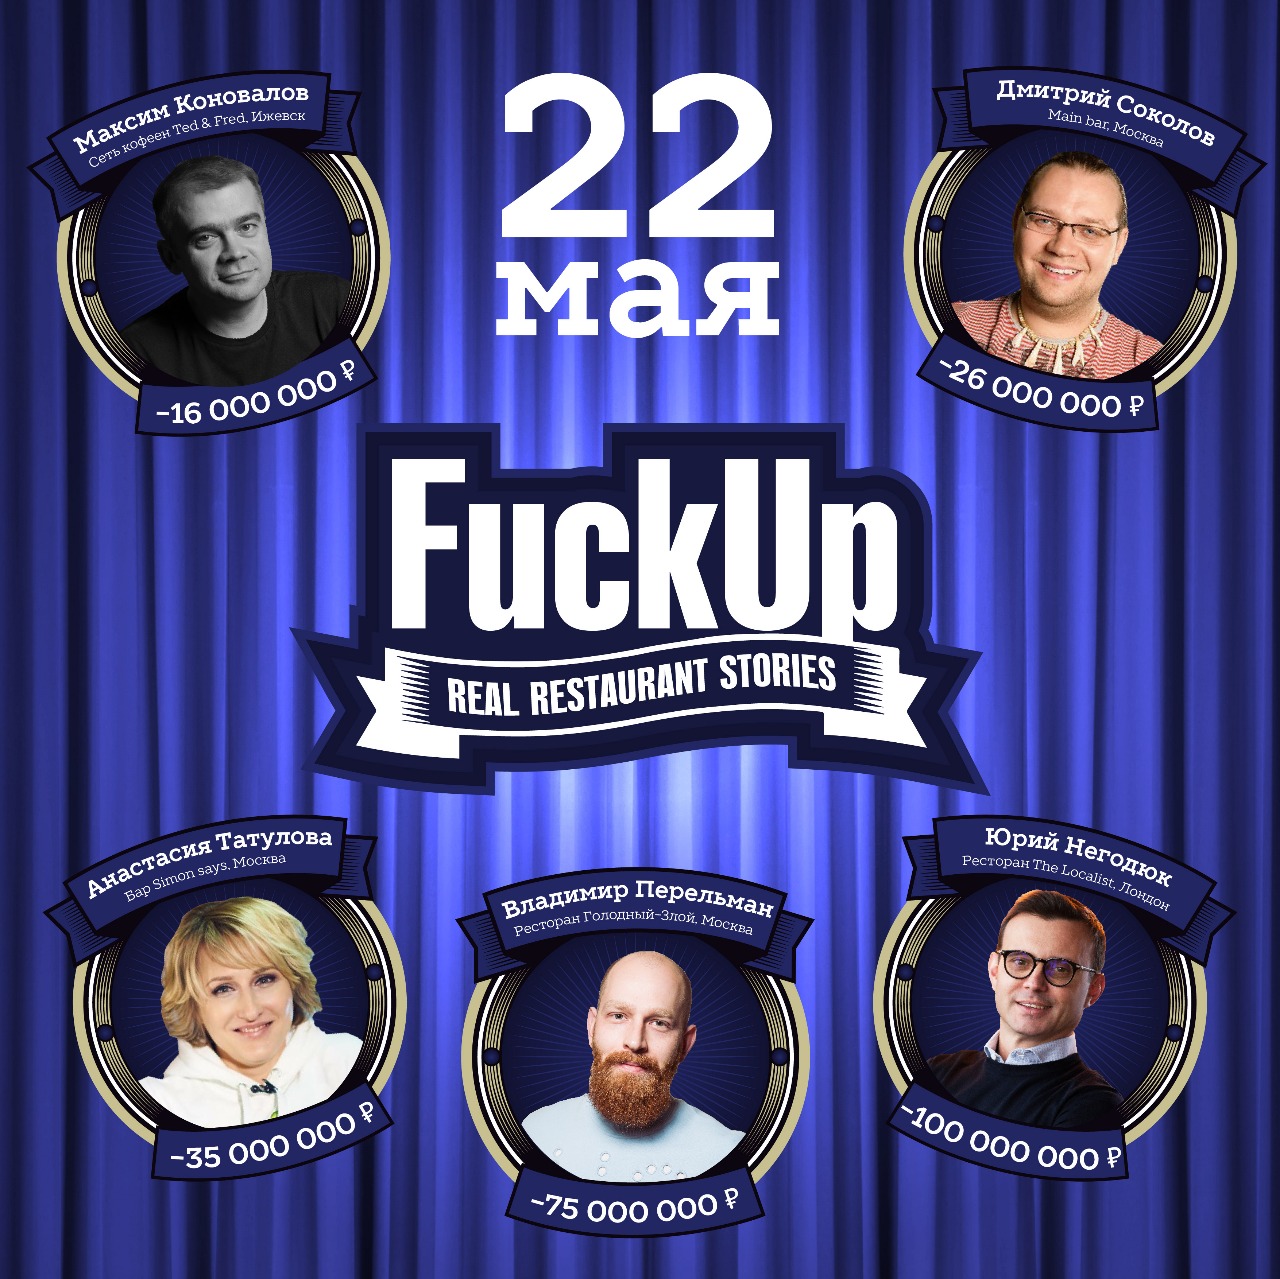 22
мая
Максим Коновалов
Сеть кофеен Ted & Fred, Ижевск
-16 000 000 ₽
Дмитрий Соколов
Main bar, Москва
-26 000 000 ₽
FuckUp
REAL RESTAURANT STORIES
Анастасия Татулова
Бар Simon says, Москва
-35 000 000 ₽
Владимир Перельман
Ресторан Голодный-Злой, Москва
-75 000 000 ₽
Юрий Негодюк
Ресторан The Localist, Лондон
-100 000 000 ₽